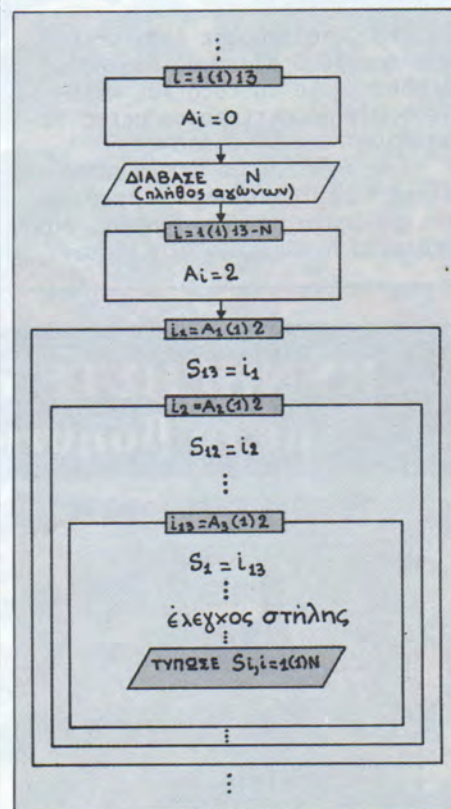 i=1(1)13
Ai=0
ΔΙΑΒΑΣΕ N
(πλήθος αγώνων)
i=1(1)13-N
Ai=2
i₁=A₁(1)2
S₁₃=i₁
i₂=A₂(1)2
S₁₂=i₂
i₁₃=A₃(1)2
S₁=i₁₃
έλεγχος στήλης
ΤΥΠΩΣΕ Si,i=1(1)N